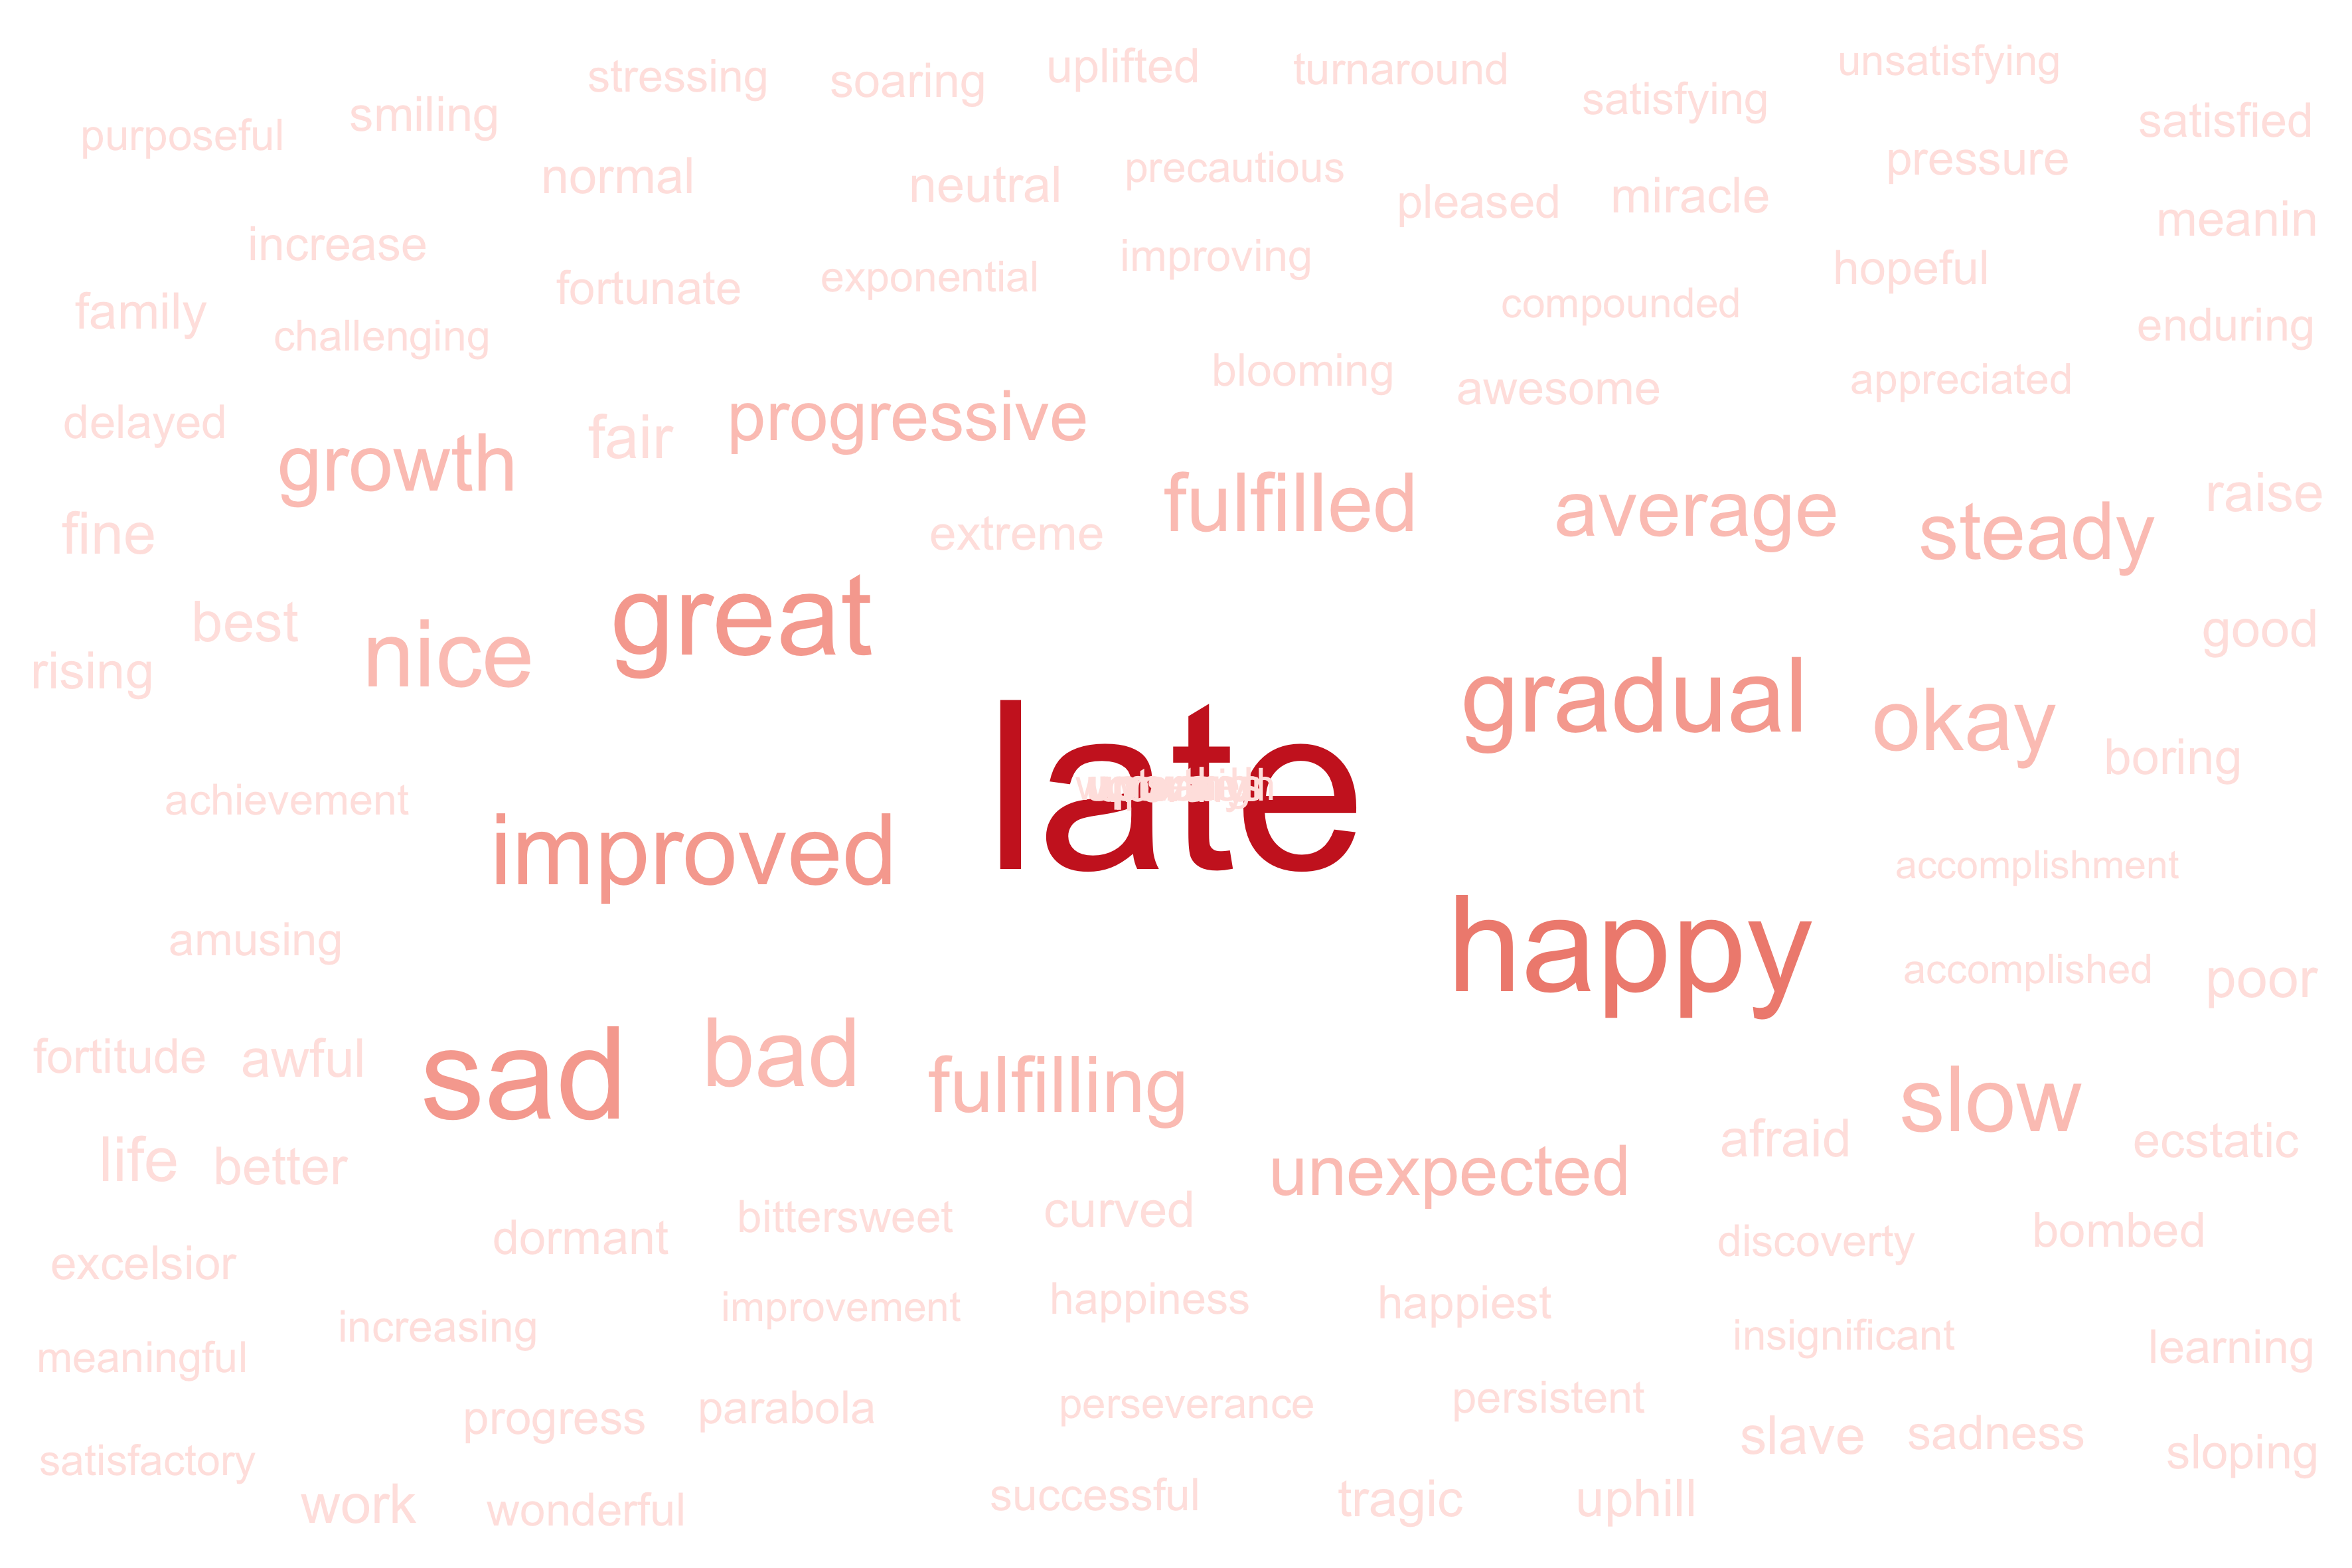 stressing soaring uplifted turnaround unsatisfying
purposeful smiling satisfying satisfied
normal neutral precautious pleased miracle pressure
increase fortunate exponential improving hopeful meanin
family challenging compounded enduring
delayed fair progressive blooming awesome appreciated
growth fulfilled average steady raise
fine extreme
best nice great good
rising gradual okay boring
late
achievement improved accomplishment
amusing happy accomplished poor
fortitude awful sad bad fulfilling slow
life better unexpected afraid ecstatic
excelsior dormant bittersweet curved discoverty bombed
increasing improvement happiness happiest insignificant learning
meaningful progress parabola perseverance persistent
satisfactory slave sadness sloping
work wonderful successful tragic uphill